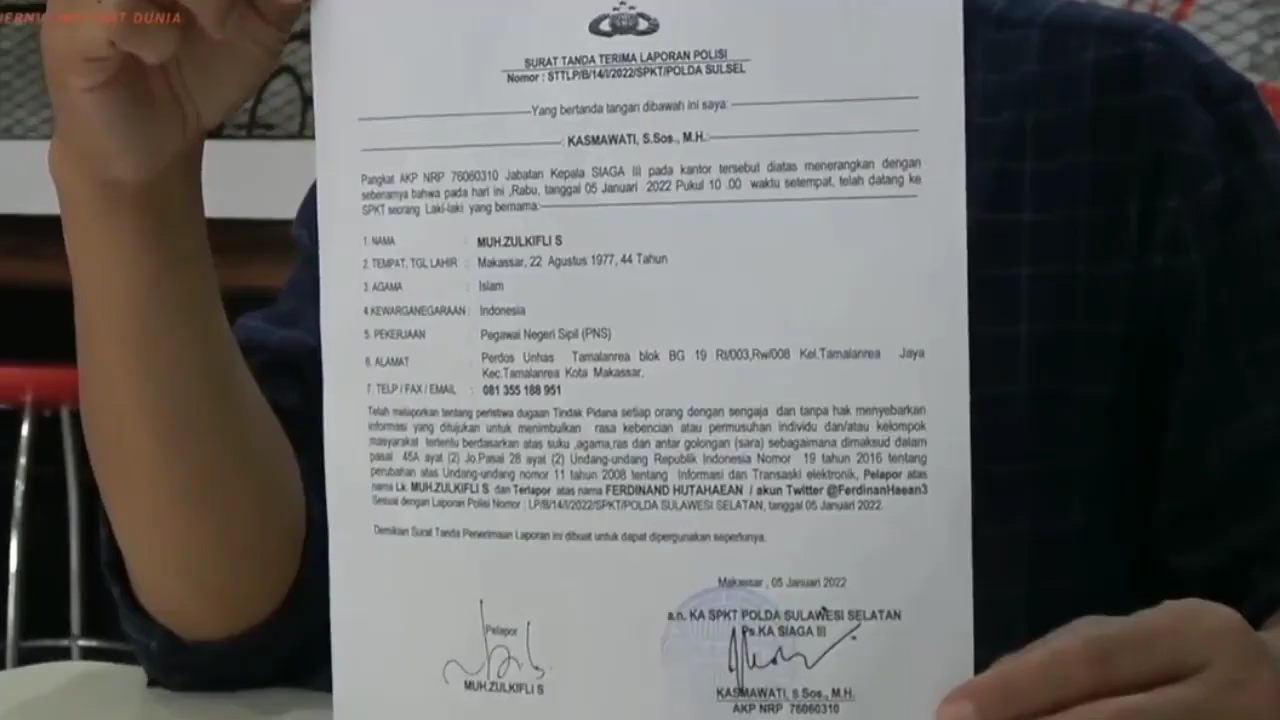 DUNIA
SURAT TANDA TERIMA LAPORAN POLISI
Nomor : STTLP/B/14/I/2022/SPKT/POLDA SULSEL
Yang bertanda tangan dibawah ini saya:
KASMAWATI, S.Sos., M.H.
Pangkat AKP NRP 76060310 Jabatan Kepala SIAGA III pada kantor tersebut diatas menerangkan dengan
sebenarnya bahwa pada hari ini ,Rabu, tanggal 05 Januari 2022 Pukul 10 .00 waktu setempat, telah datang ke
SPKT seorang Laki-laki yang bernama:
1. NAMA : MUH.ZULKIFLI S
2. TEMPAT, TGL LAHIR : Makassar, 22 Agustus 1977, 44 Tahun
3. AGAMA : Islam
4. KEWARGANEGARAAN : Indonesia
5. PEKERJAAN : Pegawai Negeri Sipil (PNS)
6. ALAMAT : Perdos Unhas Tamalanrea blok BG 19 Rt/003,Rw/008 Kel.Tamalanrea Jaya
Kec.Tamalanrea Kota Makassar.
7. TELP / FAX / EMAIL : 081 355 188 951
Telah melaporkan tentang peristiwa dugaan Tindak Pidana setiap orang dengan sengaja dan tanpa hak menyebarkan
informasi yang ditujukan untuk menimbulkan rasa kebencian atau permusuhan individu dan/atau kelompok
masyarakat tertentu berdasarkan atas suku ,agama,ras dan antar golongan (sara) sebagaimana dimaksud dalam
pasal 45A ayat (2) Jo.Pasal 28 ayat (2) Undang-undang Republik Indonesia Nomor 19 tahun 2016 tentang
perubahan atas Undang-undang nomor 11 tahun 2008 tentang Informasi dan Transaski elektronik, Pelapor atas
nama Lk. MUH.ZULKIFLI S dan Terlapor atas nama FERDINAND HUTAHAEAN / akun Twitter @FerdinanHaean3
Sesuai dengan Laporan Polisi Nomor : LP/B/14/I/2022/SPKT/POLDA SULAWESI SELATAN, tanggal 05 Januari 2022
Demikian Surat Tanda Penerimaan Laporan ini dibuat untuk dapat dipergunakan seperlunya.
Makassar , 05 Januari 2022
a.n. KA SPKT POLDA SULAWESI SELATAN
Ps.KA SIAGA III
Pelapor
MUH.ZULKIFLI S
KASMAWATI, S.Sos., M.H.
AKP NRP 76060310